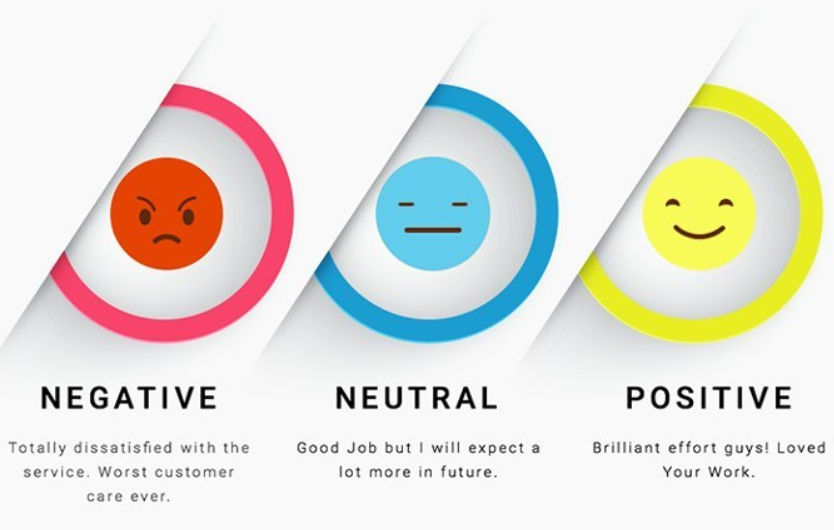 NEGATIVE
Totally dissatisfied with the
service. Worst customer
care ever.
NEUTRAL
Good Job but I will expect a
lot more in future.
POSITIVE
Brilliant effort guys! Loved
Your Work.